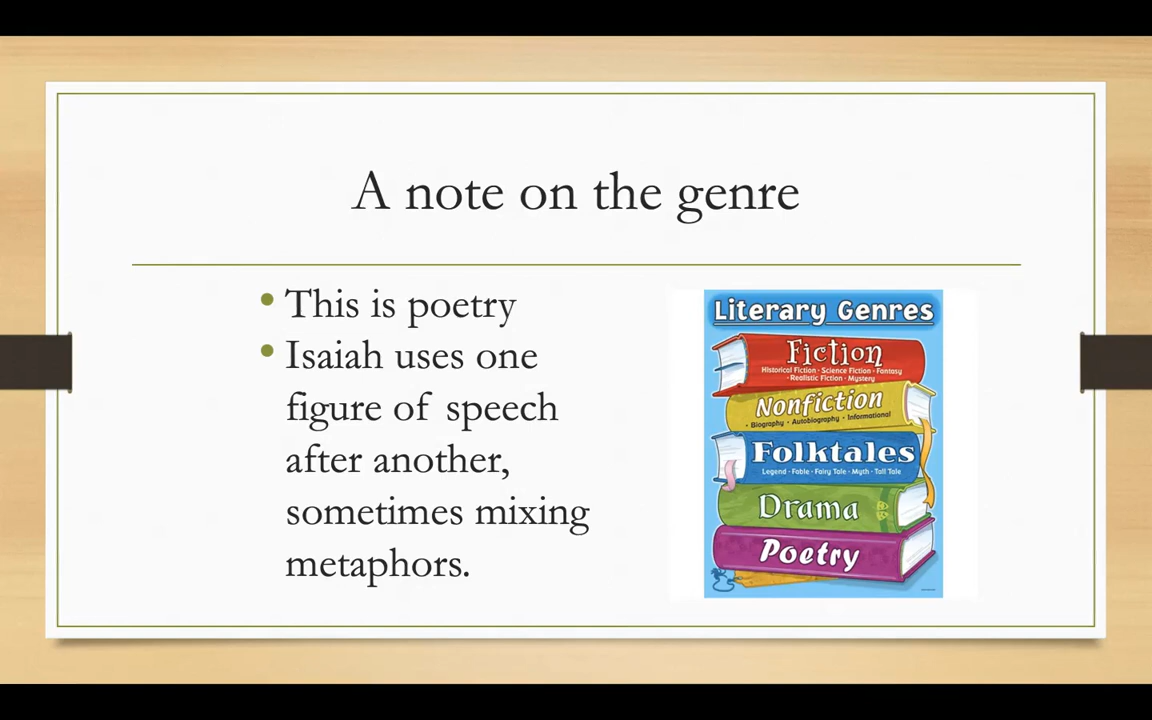 A note on the genre
• This is poetry
• Isaiah uses one
figure of speech
after another,
sometimes mixing
metaphors.
Literary Genres
Fiction
Historical Fiction • Science Fiction • Fantasy
• Realistic Fiction • Mystery
Nonfiction
• Biography • Autobiography • Informational
Folktales
Legend • Fable • Fairy Tale • Myth • Tall Tale
Drama
Poetry